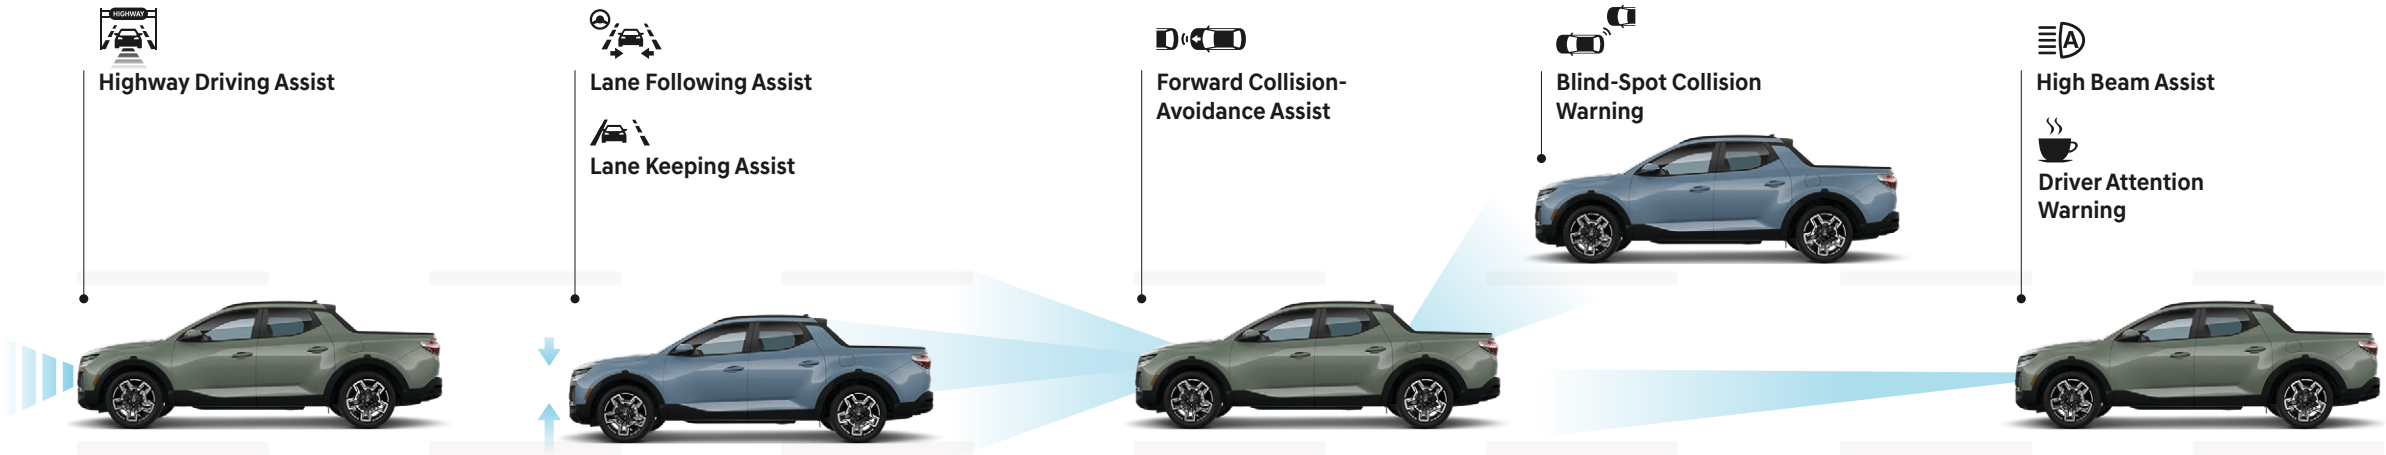 HIGHWAY
Highway Driving Assist
Lane Following Assist
Lane Keeping Assist
Forward Collision-
Avoidance Assist
Blind-Spot Collision
Warning
A
High Beam Assist
Driver Attention
Warning